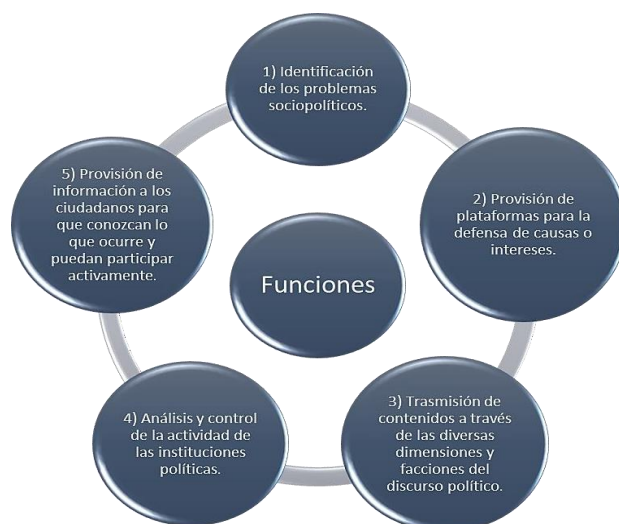 1) Identificación
de los problemas
sociopolíticos.
2) Provisión de
plataformas para la
defensa de causas o
intereses.
3) Trasmisión de
contenidos a través
de las diversas
dimensiones y
facciones del
discurso político.
4) Análisis y control
de la actividad de
las instituciones
políticas.
5) Provisión de
información a los
ciudadanos para
que conozcan lo
que ocurre y
puedan participar
activamente.
Funciones